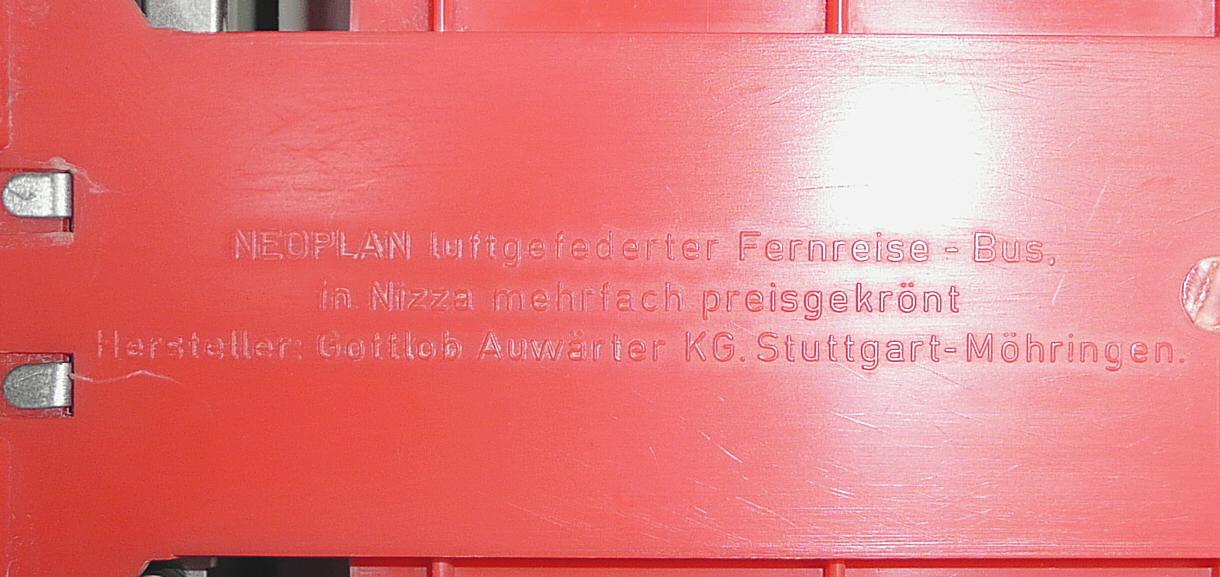 NEOPLAN luftgefederter Fernreise - Bus,
in Nizza mehrfach preisgekrönt
Hersteller: Gottlob Auwärter KG. Stuttgart-Möhringen.